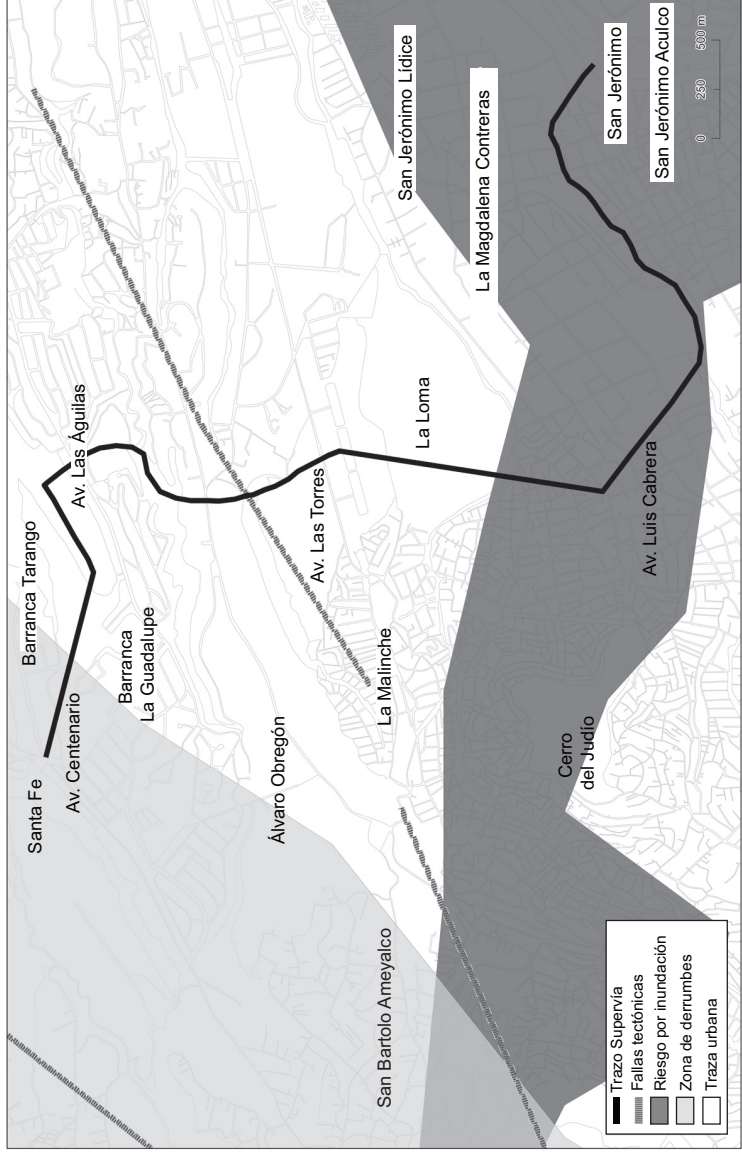 Santa Fe
Av. Centenario
Barranca Tarango
Av. Las Águilas
Barranca
La Guadalupe
Álvaro Obregón
Av. Las Torres
La Malinche
La Loma
San Bartolo Ameyalco
San Jerónimo Lídice
La Magdalena Contreras
Cerro
del Judío
Av. Luis Cabrera
San Jerónimo
San Jerónimo Aculco
Trazo Supervía
Fallas tectónicas
Riesgo por inundación
Zona de derrumbes
Traza urbana
0 250 500 m